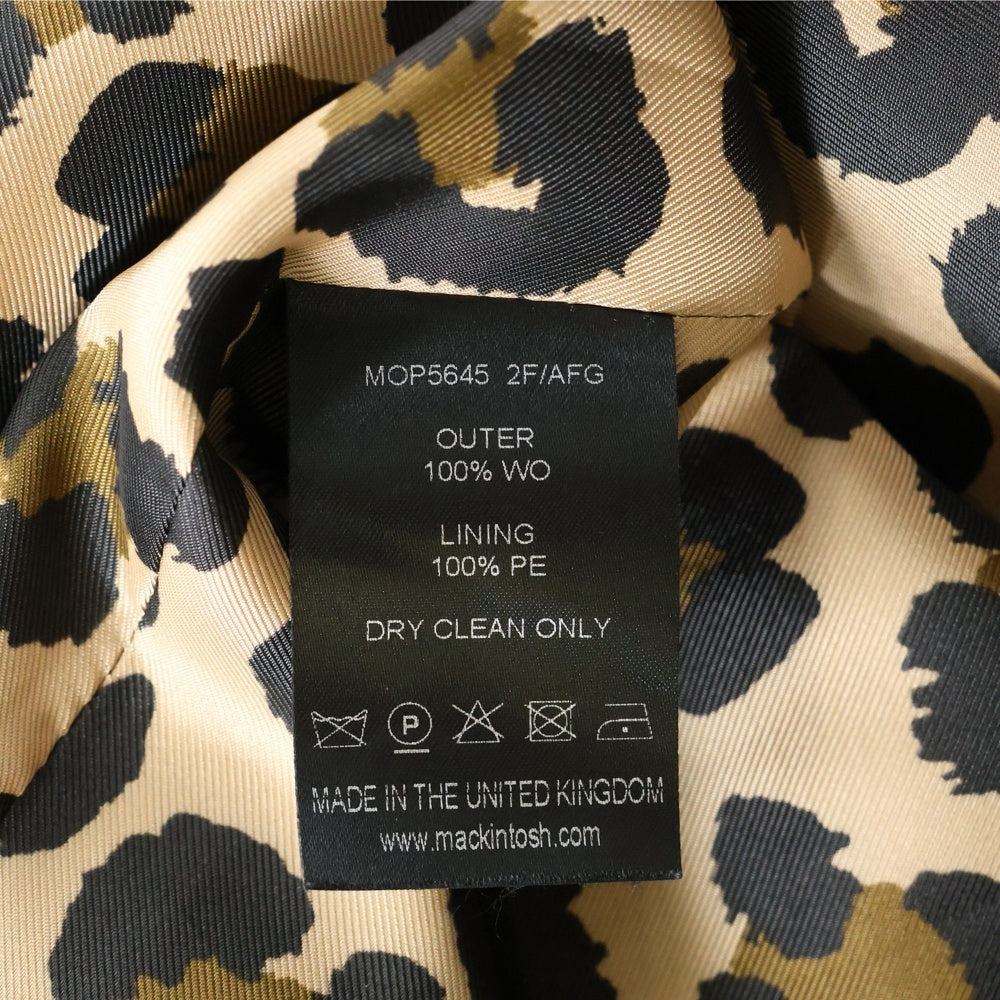 MOP5645 2F/AFG
OUTER
100% WO
LINING
100% PE
DRY CLEAN ONLY
P
MADE IN THE UNITED KINGDOM
www.mackintosh.com